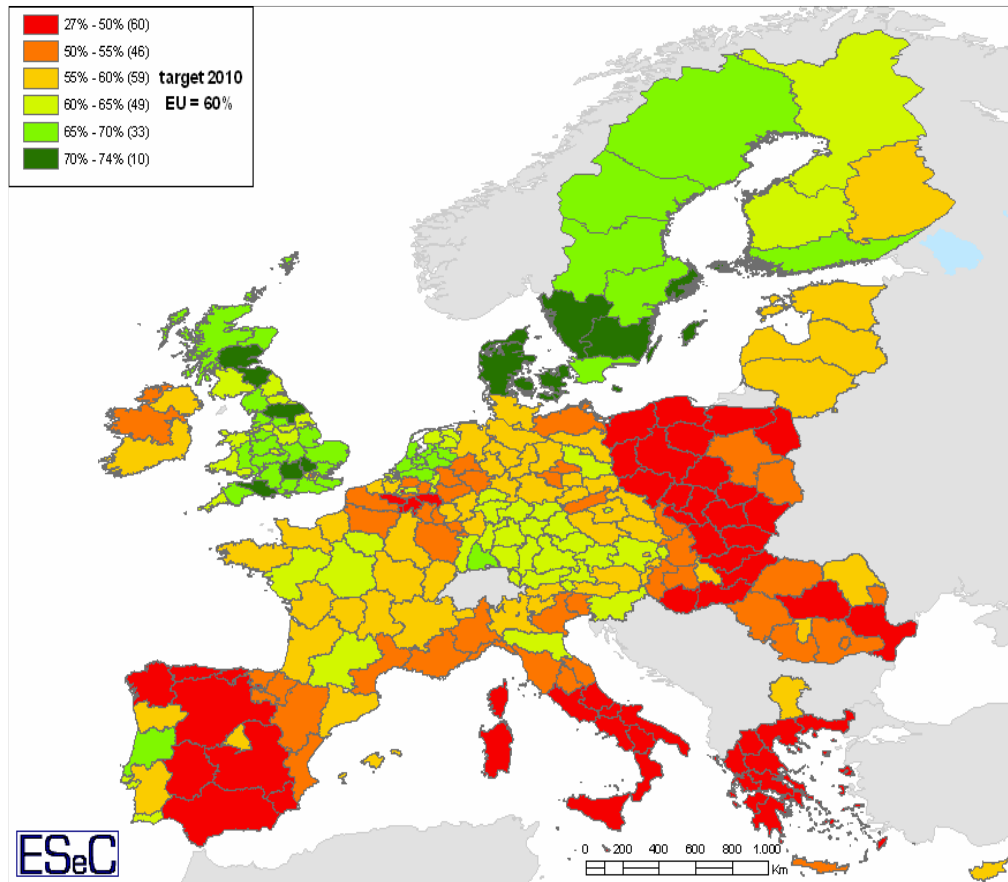 27% - 50% (60)
50% - 55% (46)
55% - 60% (59) target 2010
EU = 60%
60% - 65% (49)
65% - 70% (33)
70% - 74% (10)
ESeC
0 200 400 600 800 1.000
Km